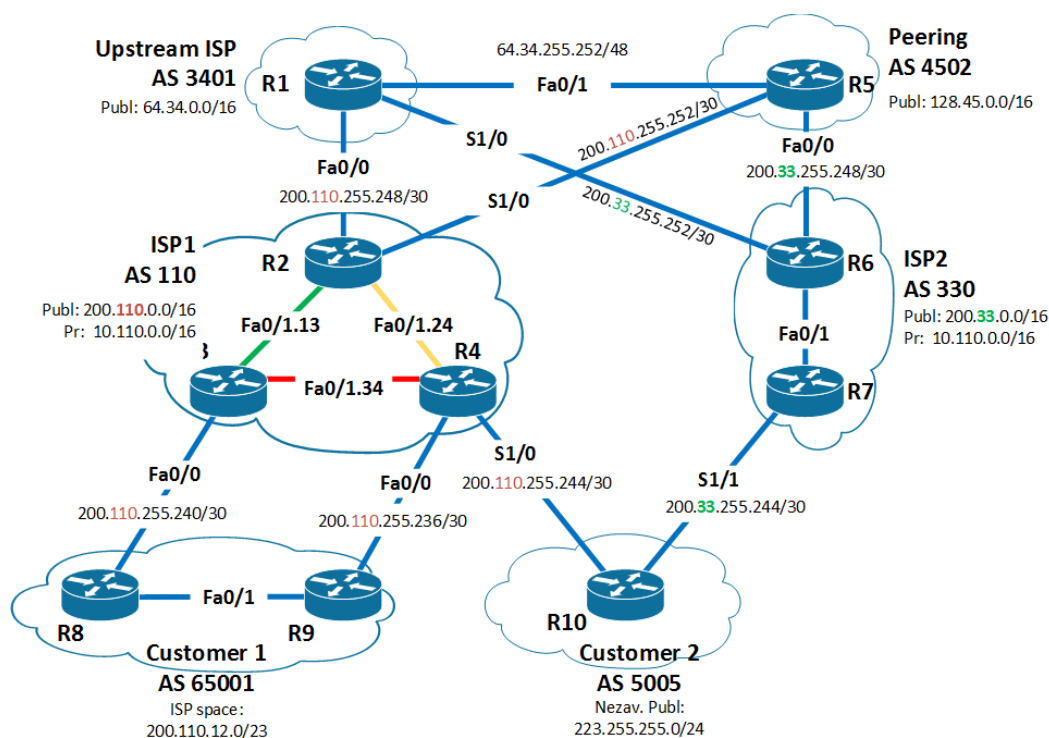 Upstream ISP
AS 3401
Publ: 64.34.0.0/16
R1
64.34.255.252/48
Fa0/1
Peering
AS 4502
Publ: 128.45.0.0/16
R5
Fa0/0
200.110.255.248/30
S1/0
200.33.255.252/30
200.110.255.252/30
S1/0
Fa0/0
200.33.255.248/30
ISP1
AS 110
Publ: 200.110.0.0/16
Pr: 10.110.0.0/16
R2
Fa0/1.13
Fa0/1.24
3
R4
Fa0/1.34
R6
ISP2
AS 330
Publ: 200.33.0.0/16
Pr: 10.110.0.0/16
Fa0/1
R7
Fa0/0
200.110.255.240/30
Fa0/0
200.110.255.236/30
S1/0
200.110.255.244/30
S1/1
200.33.255.244/30
R8
Fa0/1
R9
Customer 1
AS 65001
ISP space:
200.110.12.0/23
R10
Customer 2
AS 5005
Nezav. Publ:
223.255.255.0/24